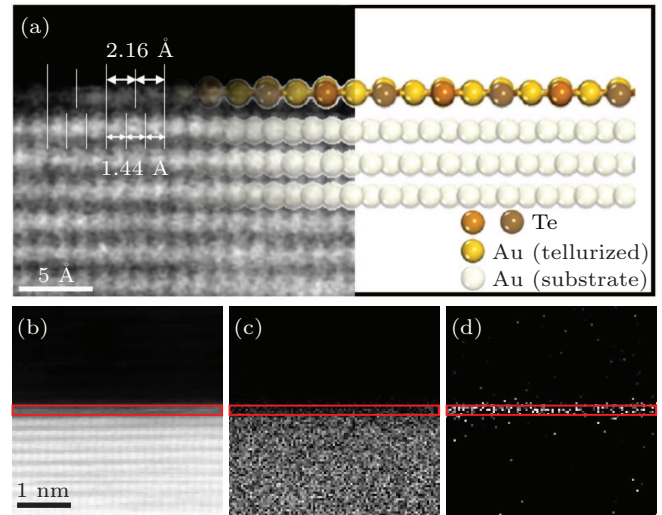 (a)
2.16 Å
1.44 A
Te
Au (tellurized)
Au (substrate)
5 Å
(b)
(c)
(d)
1 nm